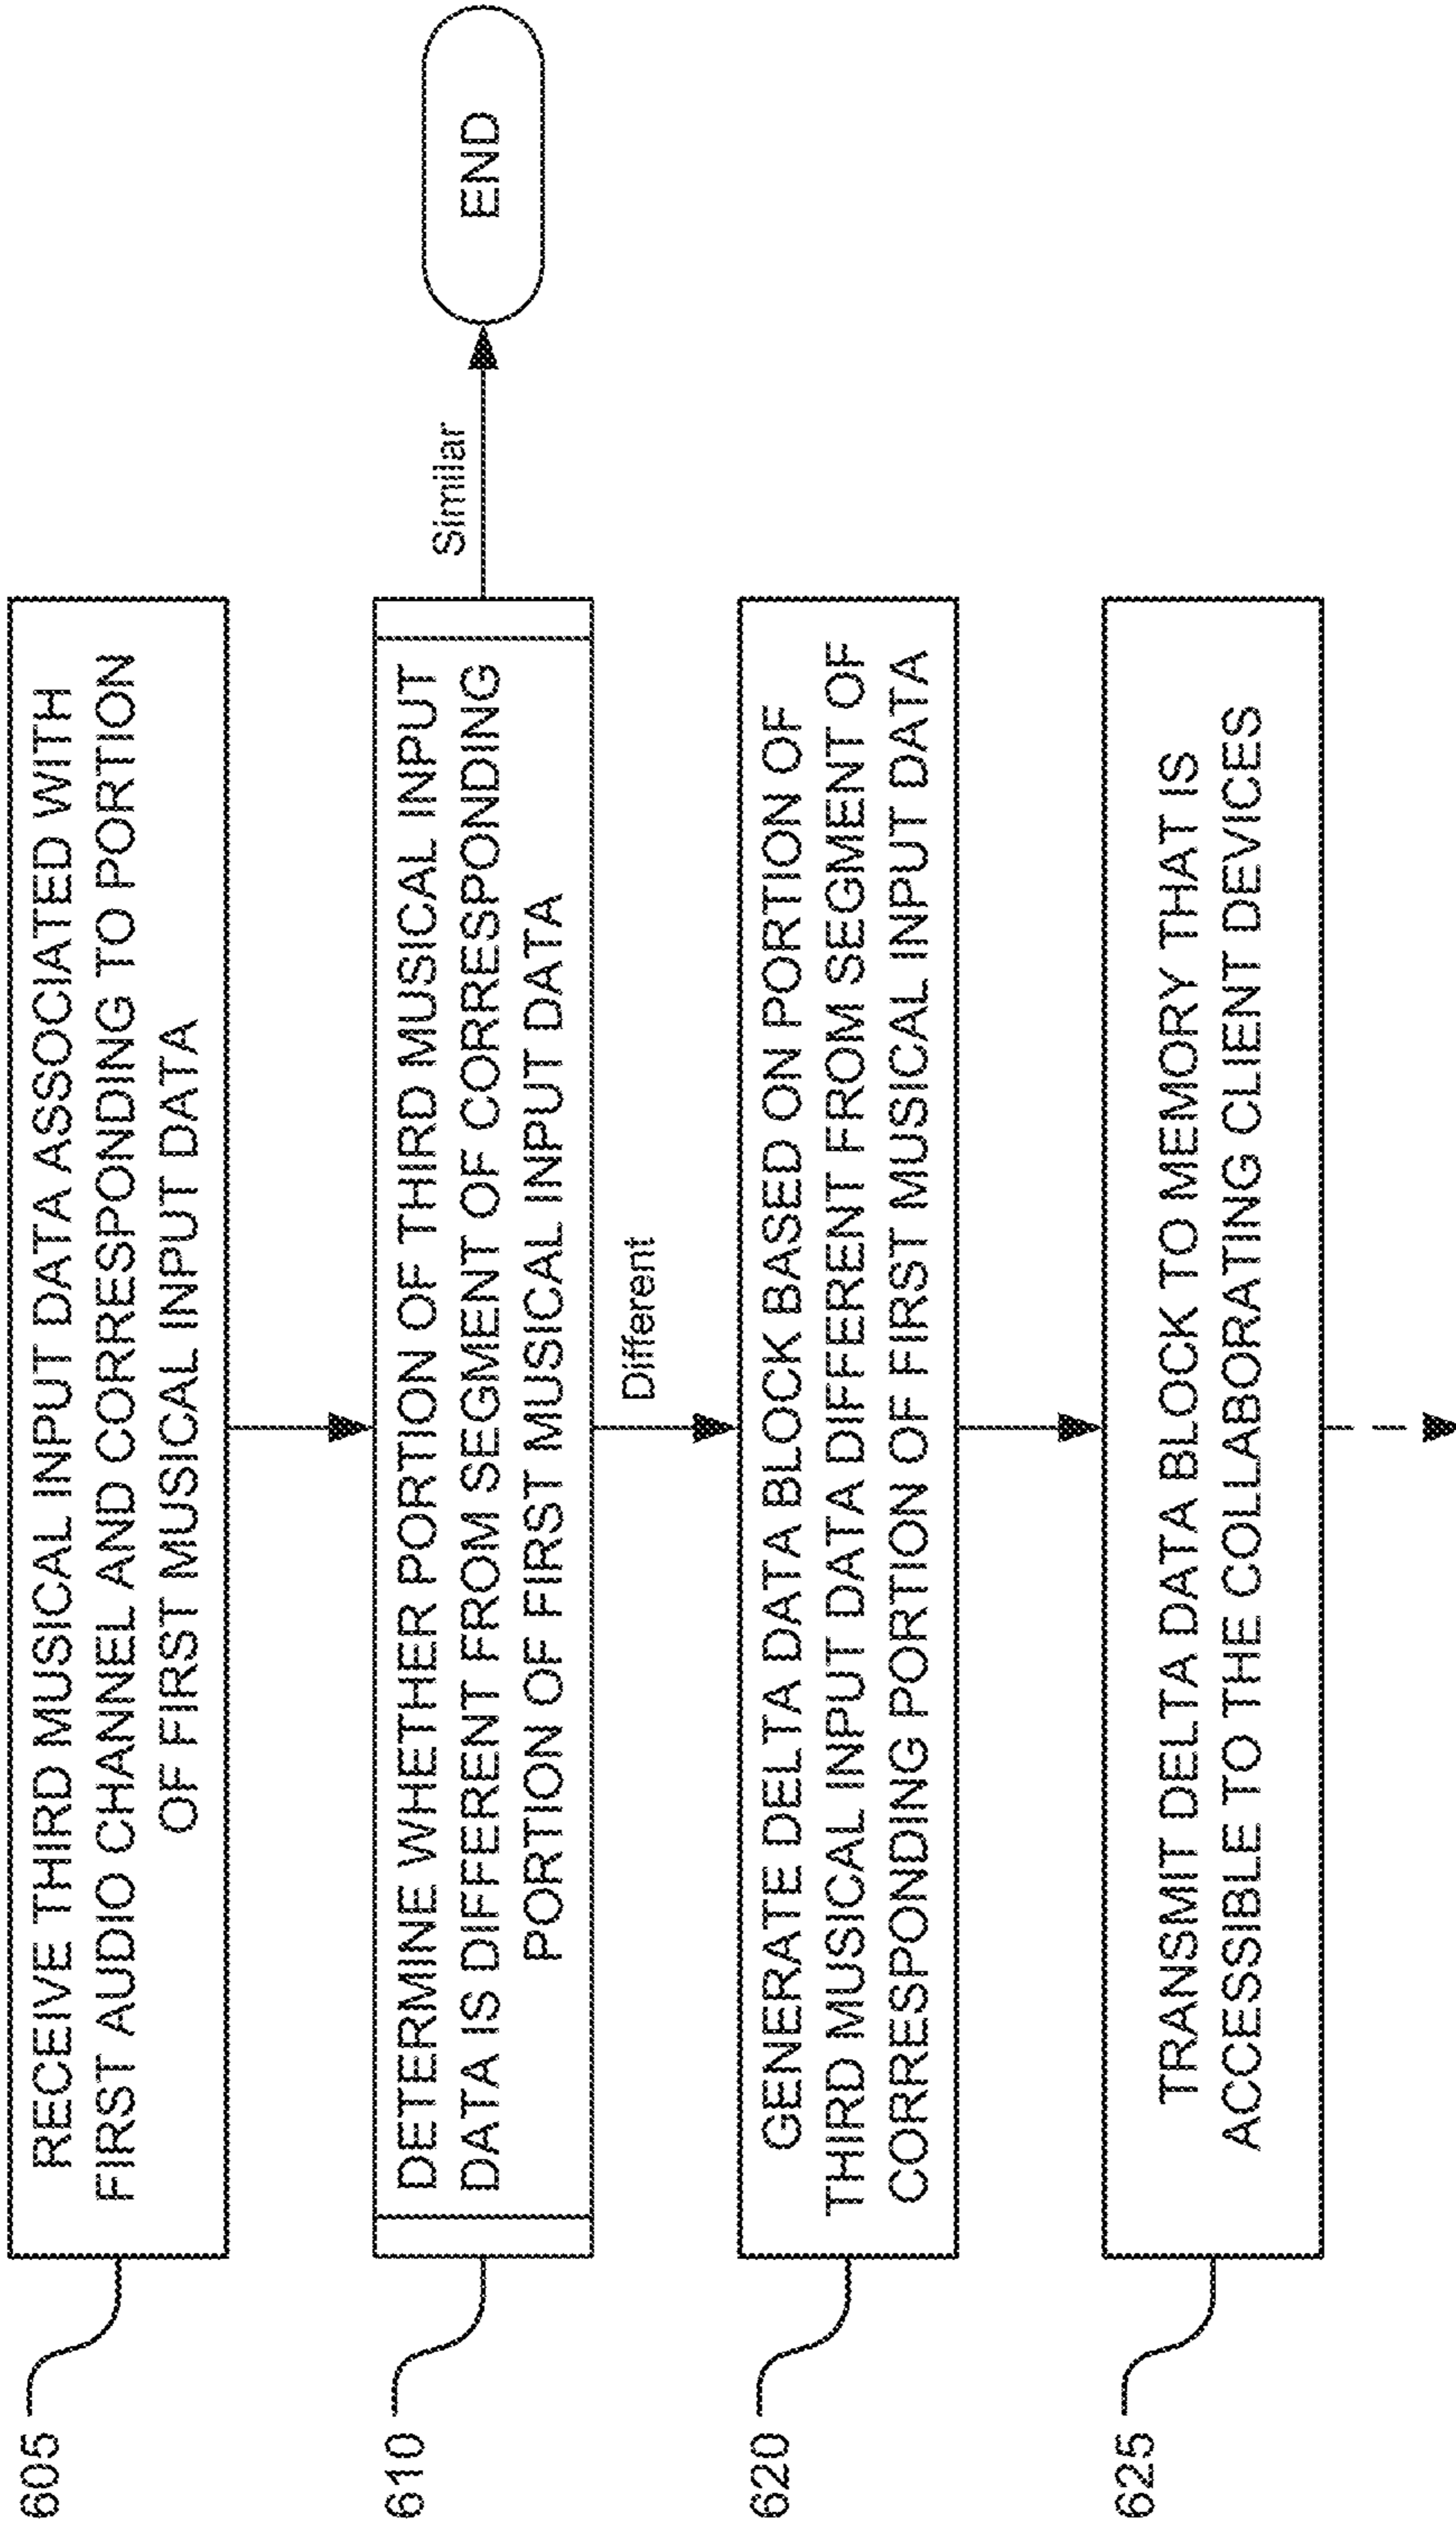 605
RECEIVE THIRD MUSICAL INPUT DATA ASSOCIATED WITH
FIRST AUDIO CHANNEL AND CORRESPONDING TO PORTION
OF FIRST MUSICAL INPUT DATA
610
DETERMINE WHETHER PORTION OF THIRD MUSICAL INPUT
DATA IS DIFFERENT FROM SEGMENT OF CORRESPONDING
PORTION OF FIRST MUSICAL INPUT DATA
Similar
END
Different
620
GENERATE DELTA DATA BLOCK BASED ON PORTION OF
THIRD MUSICAL INPUT DATA DIFFERENT FROM SEGMENT OF
CORRESPONDING PORTION OF FIRST MUSICAL INPUT DATA
625
TRANSMIT DELTA DATA BLOCK TO MEMORY THAT IS
ACCESSIBLE TO THE COLLABORATING CLIENT DEVICES